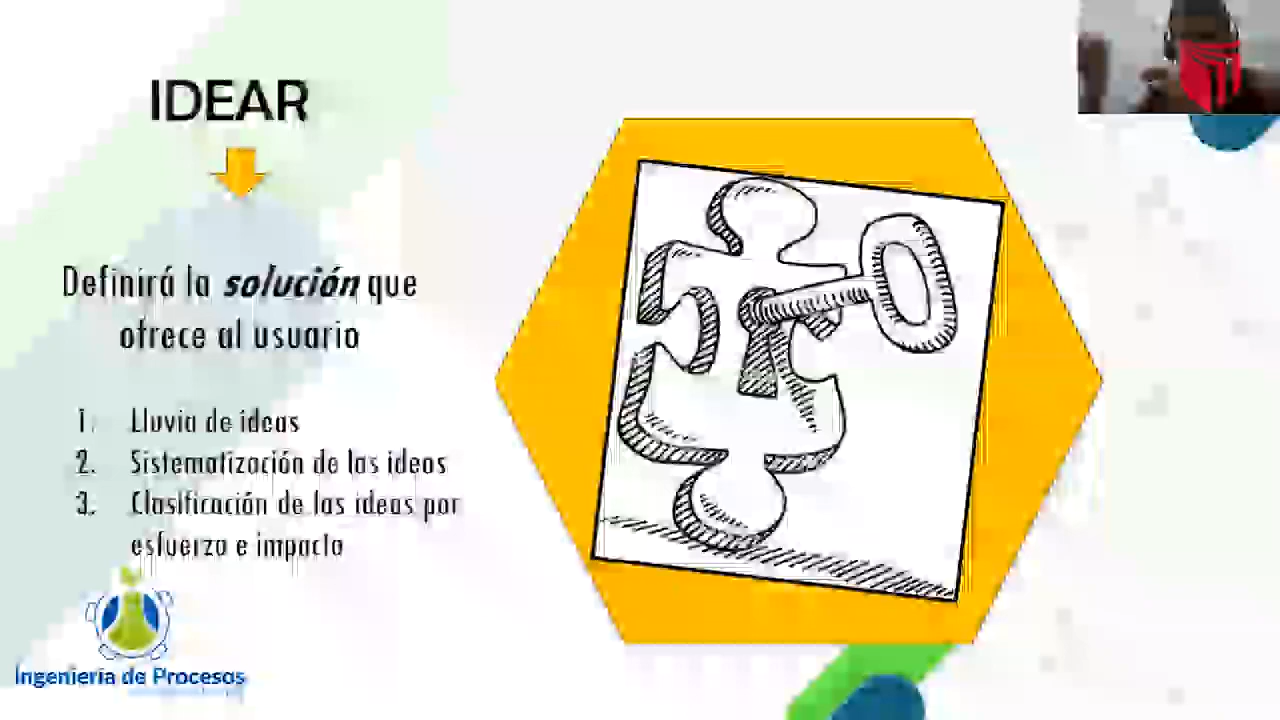 IDEAR
Definirá la solución que
ofrece al usuario
1. Lluvia de ideas
2. Sistematización de las ideas
3. Clasificación de las ideas por
esfuerzo e impacto
Ingeniería de Procesos